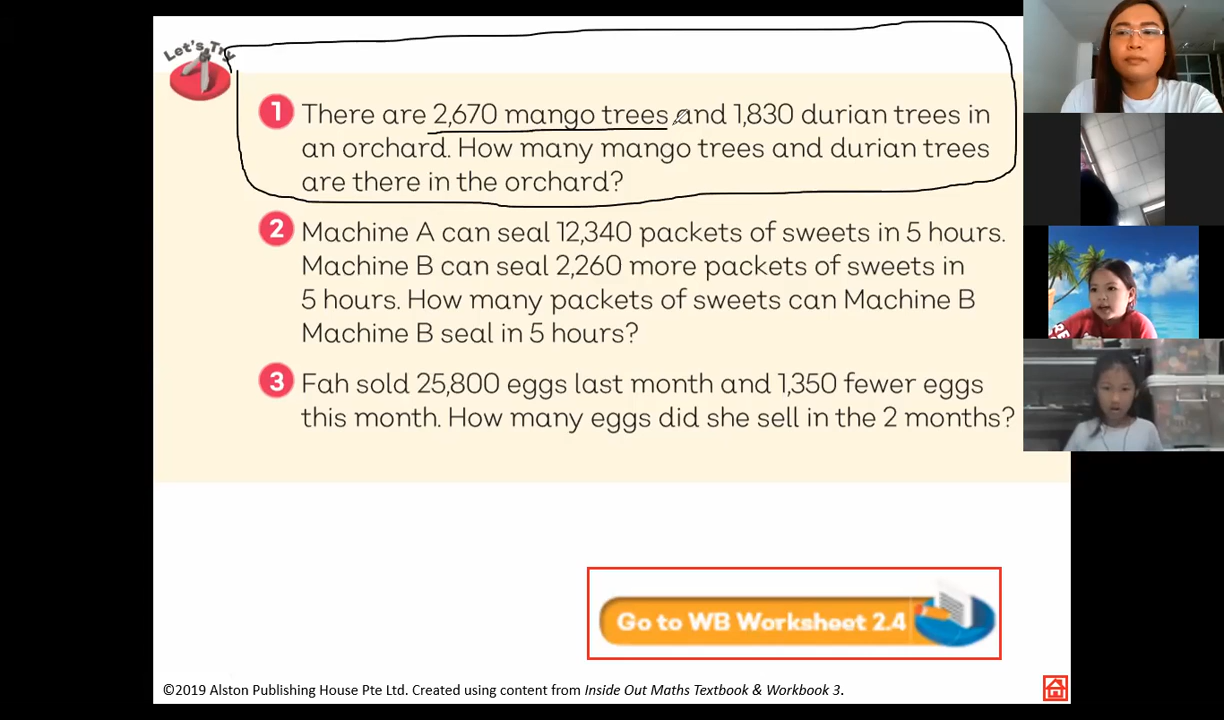 Let's Try
1 There are 2,670 mango trees and 1,830 durian trees in
an orchard. How many mango trees and durian trees
are there in the orchard?
2 Machine A can seal 12,340 packets of sweets in 5 hours.
Machine B can seal 2,260 more packets of sweets in
5 hours. How many packets of sweets can Machine B
Machine B seal in 5 hours?
3 Fah sold 25,800 eggs last month and 1,350 fewer eggs
this month. How many eggs did she sell in the 2 months?
Go to WB Worksheet 2.4
©2019 Alston Publishing House Pte Ltd. Created using content from Inside Out Maths Textbook & Workbook 3.